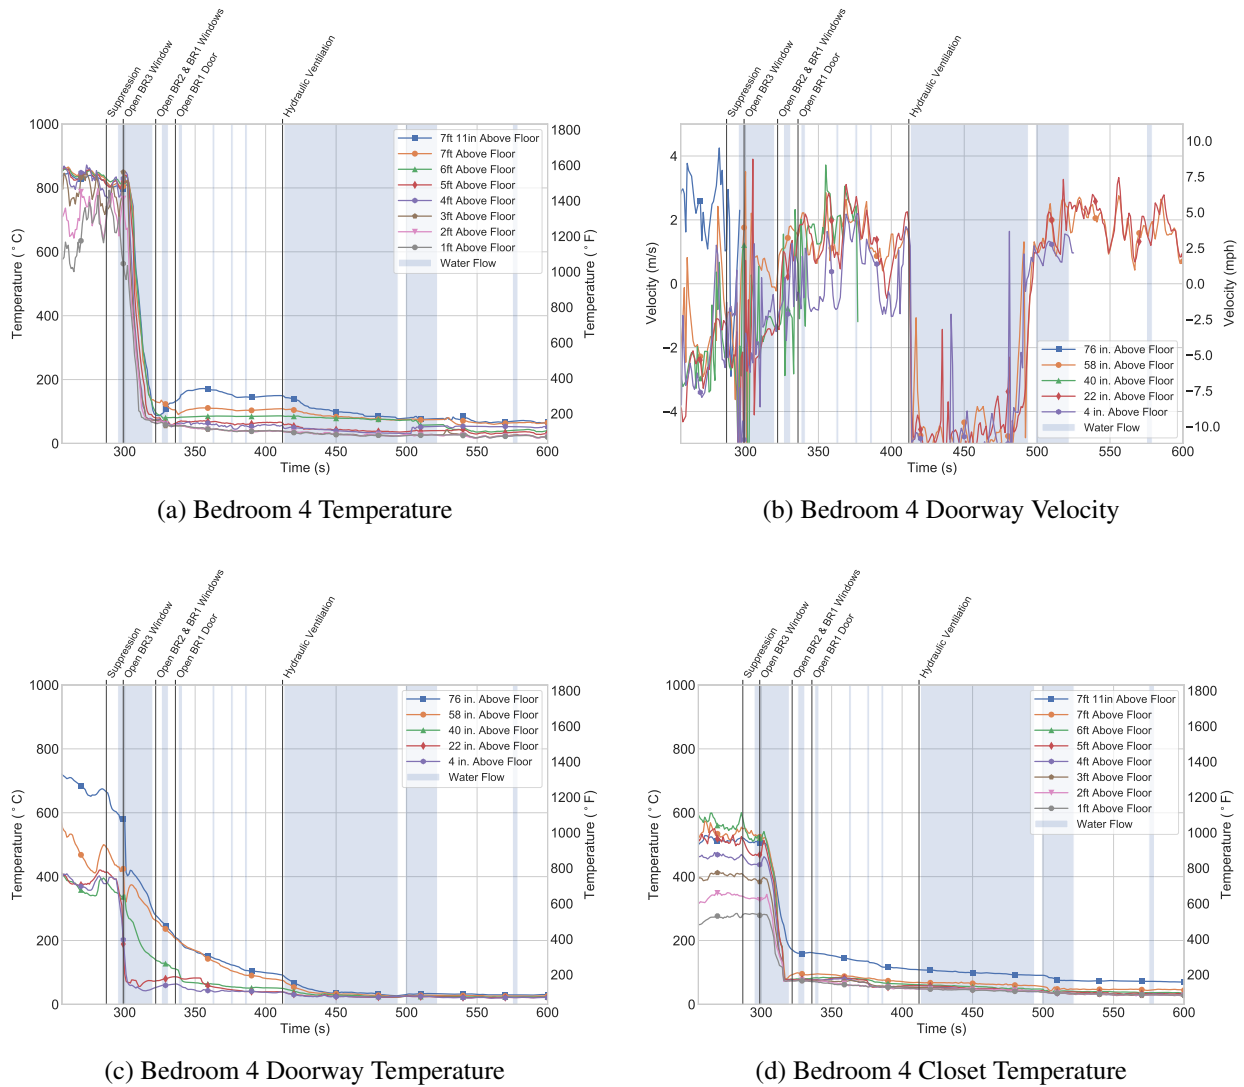 Suppression
Open BR3 Window
Open BR2 & BR1 Windows
Open BR1 Door
Hydraulic Ventilation
1000
800
600
400
200
0
Temperature (°C)
1800
1600
1400
1200
1000
800
600
400
200
Temperature (°F)
7ft 11in Above Floor
7ft Above Floor
6ft Above Floor
5ft Above Floor
4ft Above Floor
3ft Above Floor
2ft Above Floor
1ft Above Floor
Water Flow
300 350 400 450 500 550 600
Time (s)
(a) Bedroom 4 Temperature
Suppression
Open BR3 Window
Open BR2 & BR1 Windows
Open BR1 Door
Hydraulic Ventilation
4
2
0
−2
−4
Velocity (m/s)
10.0
7.5
5.0
2.5
0.0
−2.5
−5.0
−7.5
−10.0
Velocity (mph)
76 in. Above Floor
58 in. Above Floor
40 in. Above Floor
22 in. Above Floor
4 in. Above Floor
Water Flow
300 350 400 450 500 550 600
Time (s)
(b) Bedroom 4 Doorway Velocity
Suppression
Open BR3 Window
Open BR2 & BR1 Windows
Open BR1 Door
Hydraulic Ventilation
1000
800
600
400
200
0
Temperature (°C)
1800
1600
1400
1200
1000
800
600
400
200
Temperature (°F)
76 in. Above Floor
58 in. Above Floor
40 in. Above Floor
22 in. Above Floor
4 in. Above Floor
Water Flow
300 350 400 450 500 550 600
Time (s)
(c) Bedroom 4 Doorway Temperature
Suppression
Open BR3 Window
Open BR2 & BR1 Windows
Open BR1 Door
Hydraulic Ventilation
1000
800
600
400
200
0
Temperature (°C)
1800
1600
1400
1200
1000
800
600
400
200
Temperature (°F)
7ft 11in Above Floor
7ft Above Floor
6ft Above Floor
5ft Above Floor
4ft Above Floor
3ft Above Floor
2ft Above Floor
1ft Above Floor
Water Flow
300 350 400 450 500 550 600
Time (s)
(d) Bedroom 4 Closet Temperature